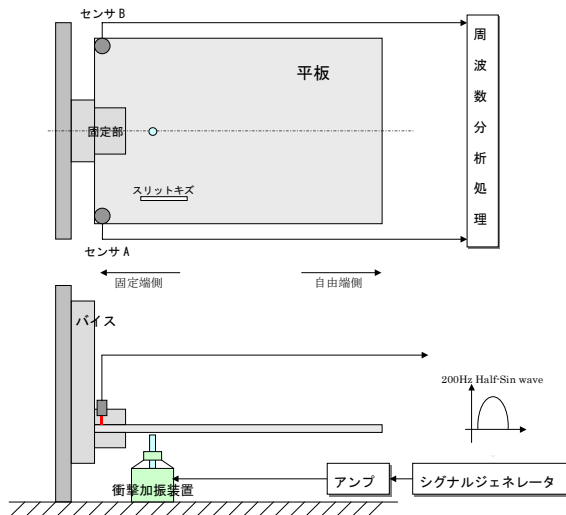 センサ B
周波数分析処理
平板
固定部
スリットキズ
センサ A
固定端側
自由端側
バイス
200Hz Half-Sin wave
衝撃加振装置
アンプ
シグナルジェネレータ